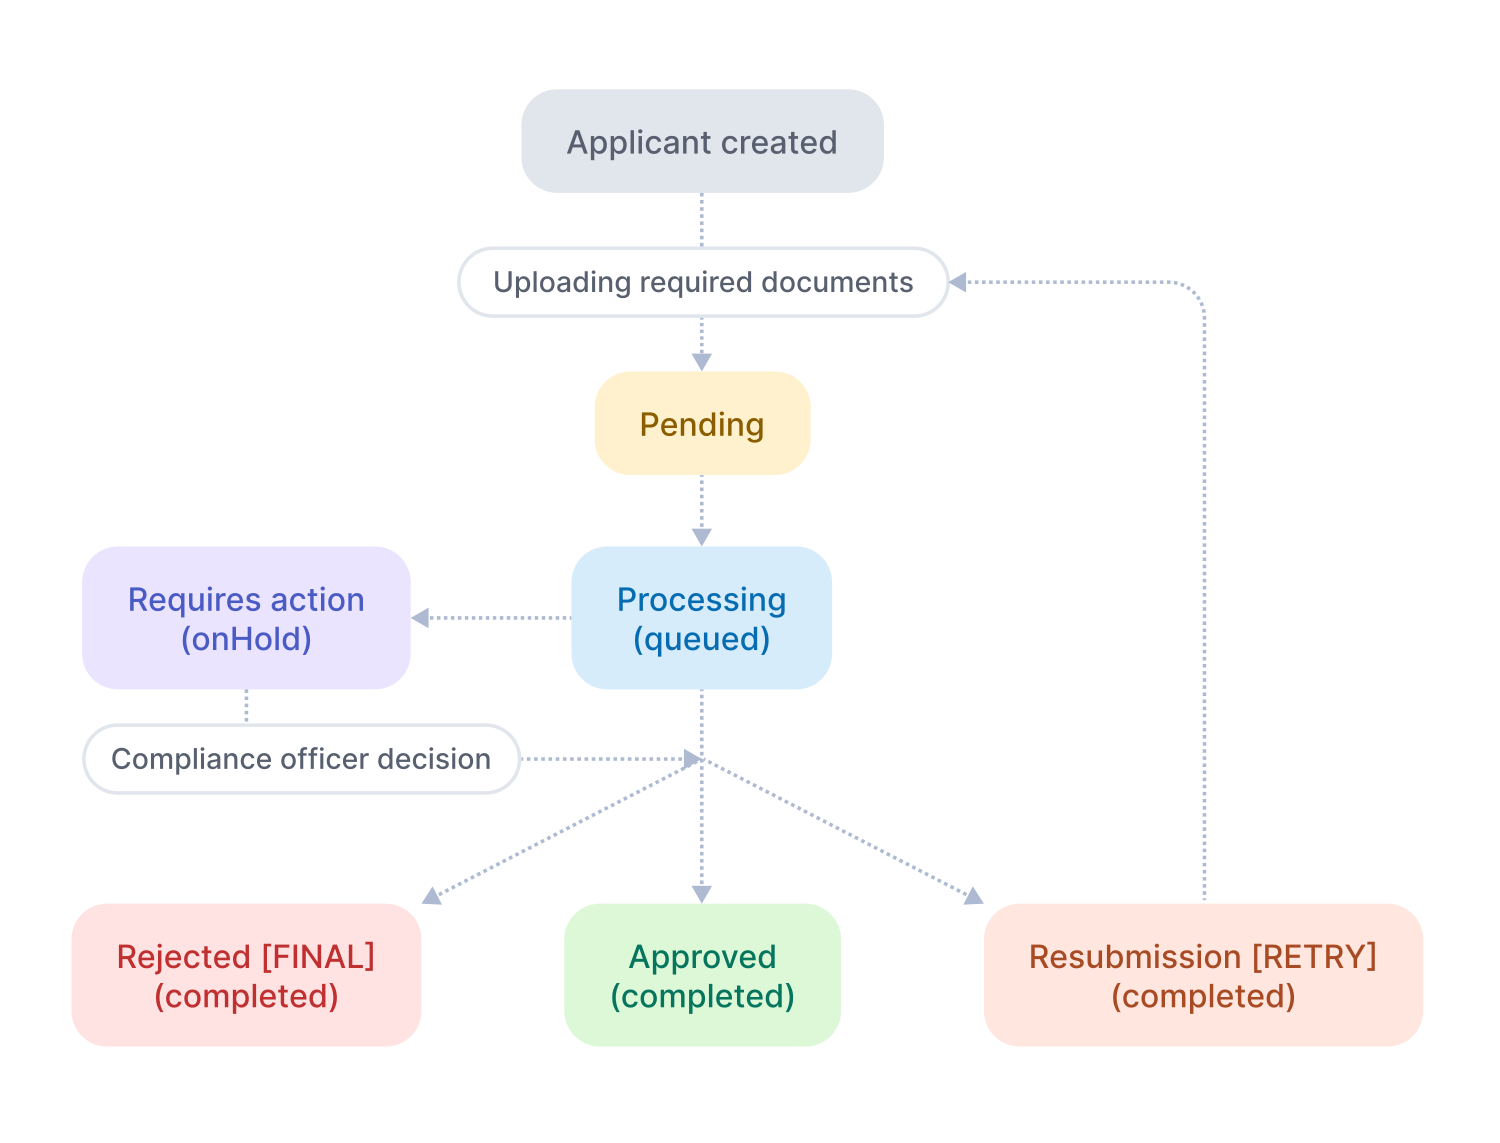 Applicant created
Uploading required documents
Pending
Requires action
(onHold)
Processing
(queued)
Compliance officer decision
Rejected [FINAL]
(completed)
Approved
(completed)
Resubmission [RETRY]
(completed)